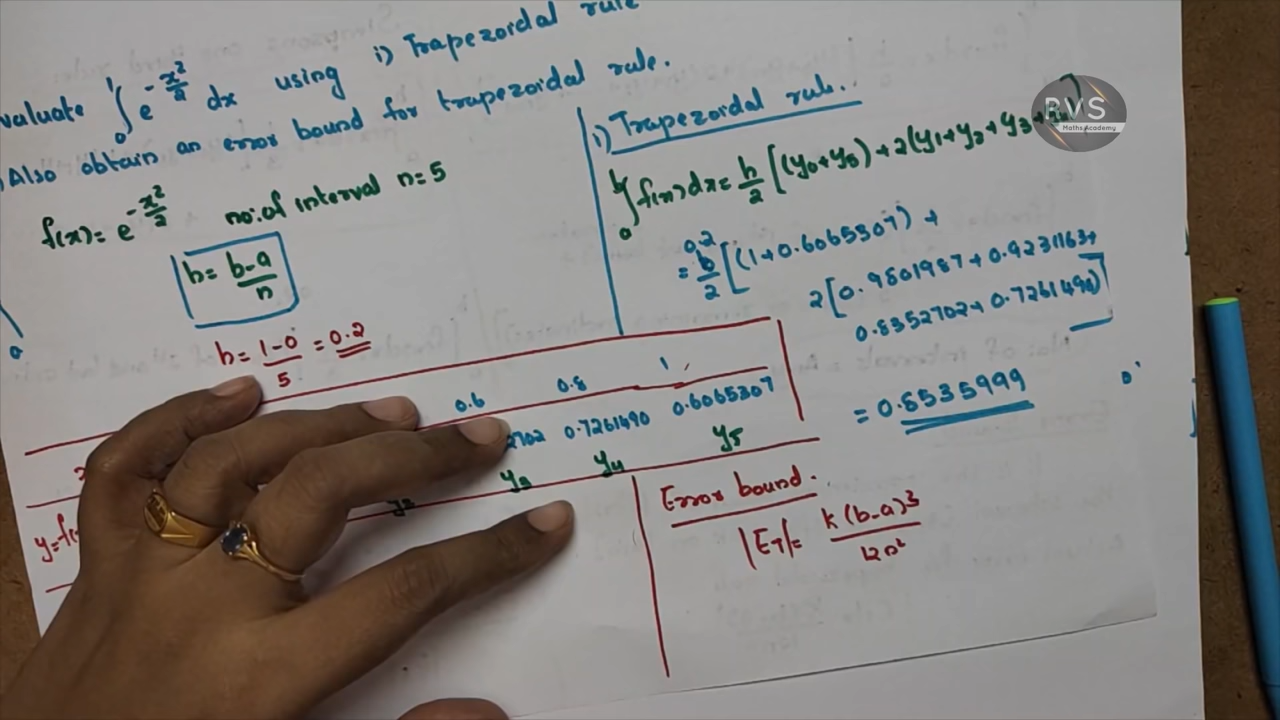 valuate ∫₀¹ e^(-x²/2) dx using i) Trapezoidal rule
Also obtain an error bound for trapezoidal rule.
f(x) = e^(-x²/2) no. of interval n=5
h = (b-a)/n
h = (1-0)/5 = 0.2
0.6 0.8 1
2702 0.7261490 0.6065307
y=f(
y₂ y₃ y₄ y₅
i) Trapezoidal rule.
∫ f(x)dx = h/2 [(y₀+y₅)+2(y₁+y₂+y₃+
0.2
= h/2 [(1+0.6065307) +
2[0.9801987+0.9231163+
0.8352702+0.7261490)]
= 0.8535999
0'
Error bound.
|E_T| = k(b-a)³/12n²
RVS
Maths Academy